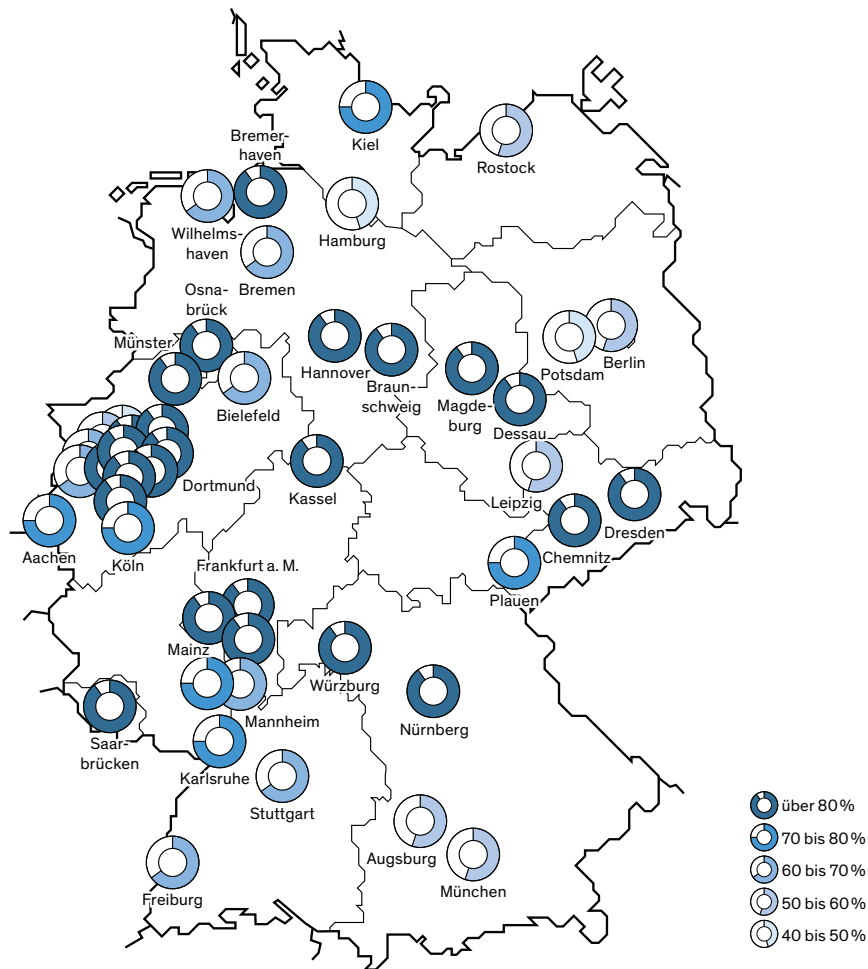 Kiel
Rostock
Bremer-
haven
Wilhelms-
haven
Hamburg
Bremen
Osna-
brück
Münster
Hannover
Braun-
schweig
Potsdam
Berlin
Bielefeld
Magde-
burg
Dessau
Dortmund
Kassel
Leipzig
Dresden
Aachen
Köln
Chemnitz
Plauen
Frankfurt a. M.
Mainz
Würzburg
Mannheim
Nürnberg
Saar-
brücken
Karlsruhe
Stuttgart
Augsburg
München
Freiburg
über 80 %
70 bis 80 %
60 bis 70 %
50 bis 60 %
40 bis 50 %